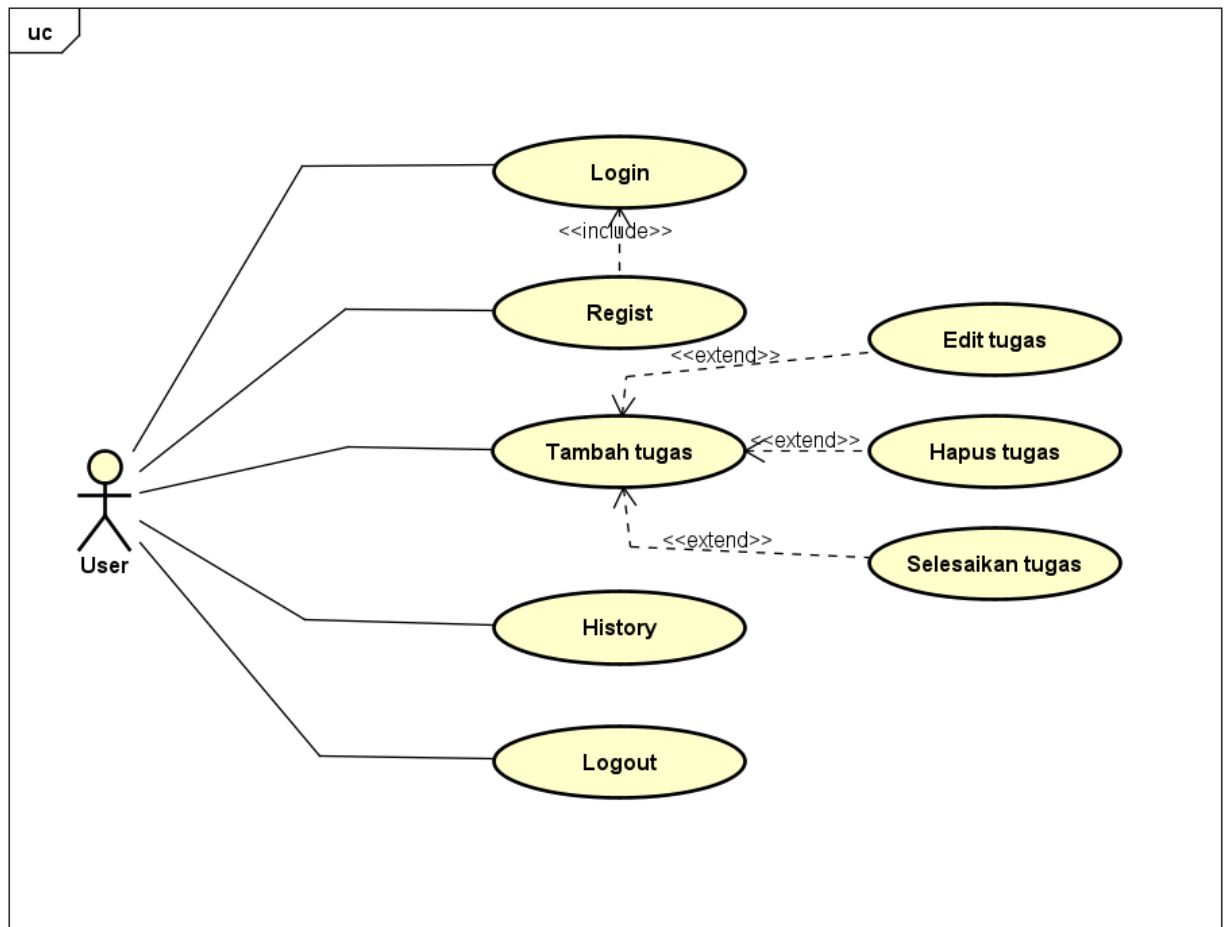 uc
Login
<<include>>
Regist
Edit tugas
<<extend>>
Tambah tugas
<<extend>>
Hapus tugas
<<extend>>
Selesaikan tugas
User
History
Logout